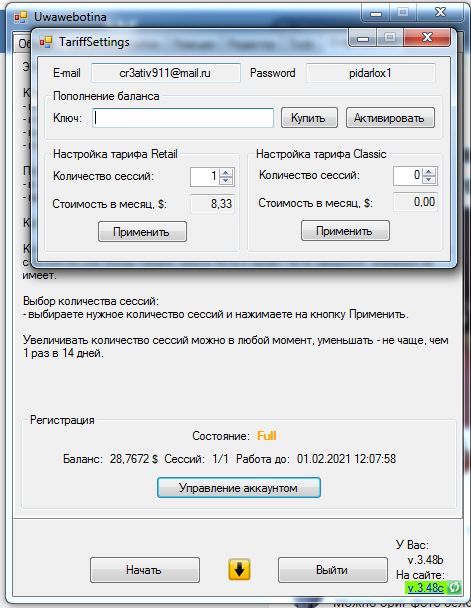 Uwawebotina
TariffSettings
E-mail cr3ativ911@mail.ru Password pidarlox1
Пополнение баланса
Ключ: Купить Активировать
Настройка тарифа Retail
Количество сессий: 1
Стоимость в месяц, $: 8,33
Применить
Настройка тарифа Classic
Количество сессий: 0
Стоимость в месяц, $: 0,00
Применить
имеет.
Выбор количества сессий:
- выбираете нужное количество сессий и нажимаете на кнопку Применить.
Увеличивать количество сессий можно в любой момент, уменьшать - не чаще, чем
1 раз в 14 дней.
Регистрация
Состояние: Full
Баланс: 28,7672 $ Сессий: 1/1 Работа до: 01.02.2021 12:07:58
Управление аккаунтом
Начать
Выйти
У Вас:
v.3.48b
На сайте:
v.3.48c